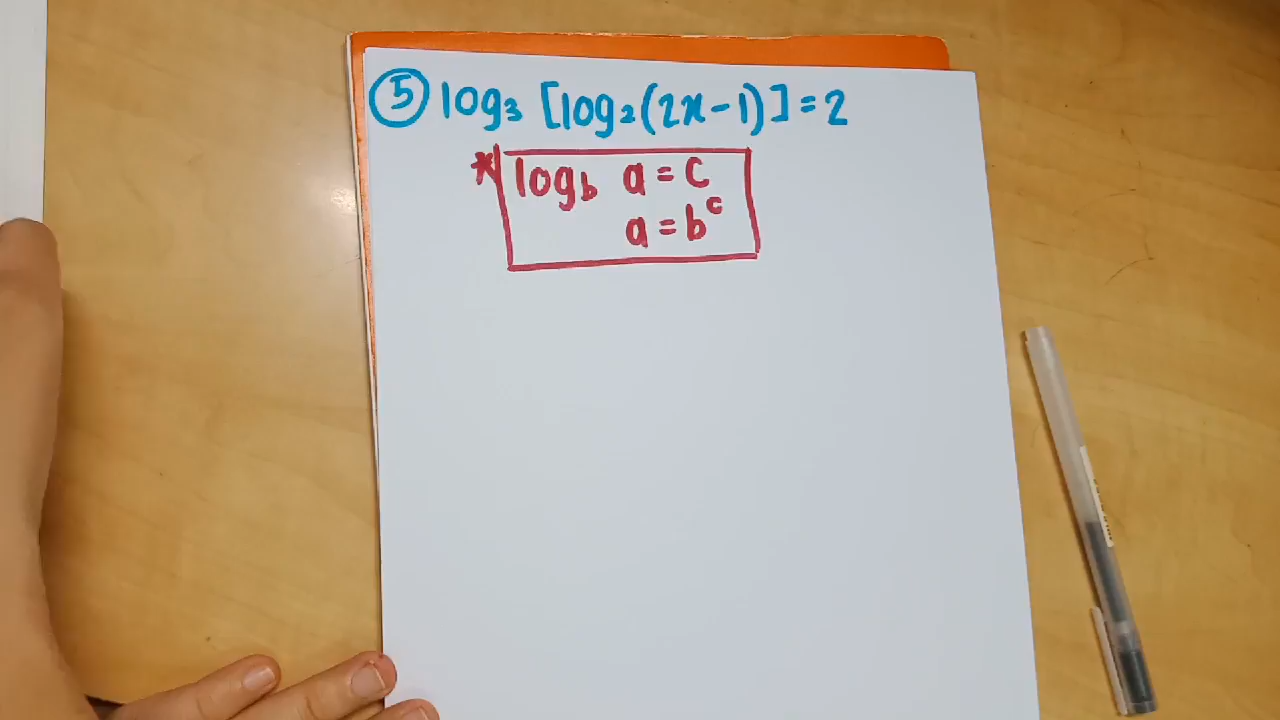 ⑤ log₃ [log₂(2x-1)] = 2
* log_b a = c
a = b^c